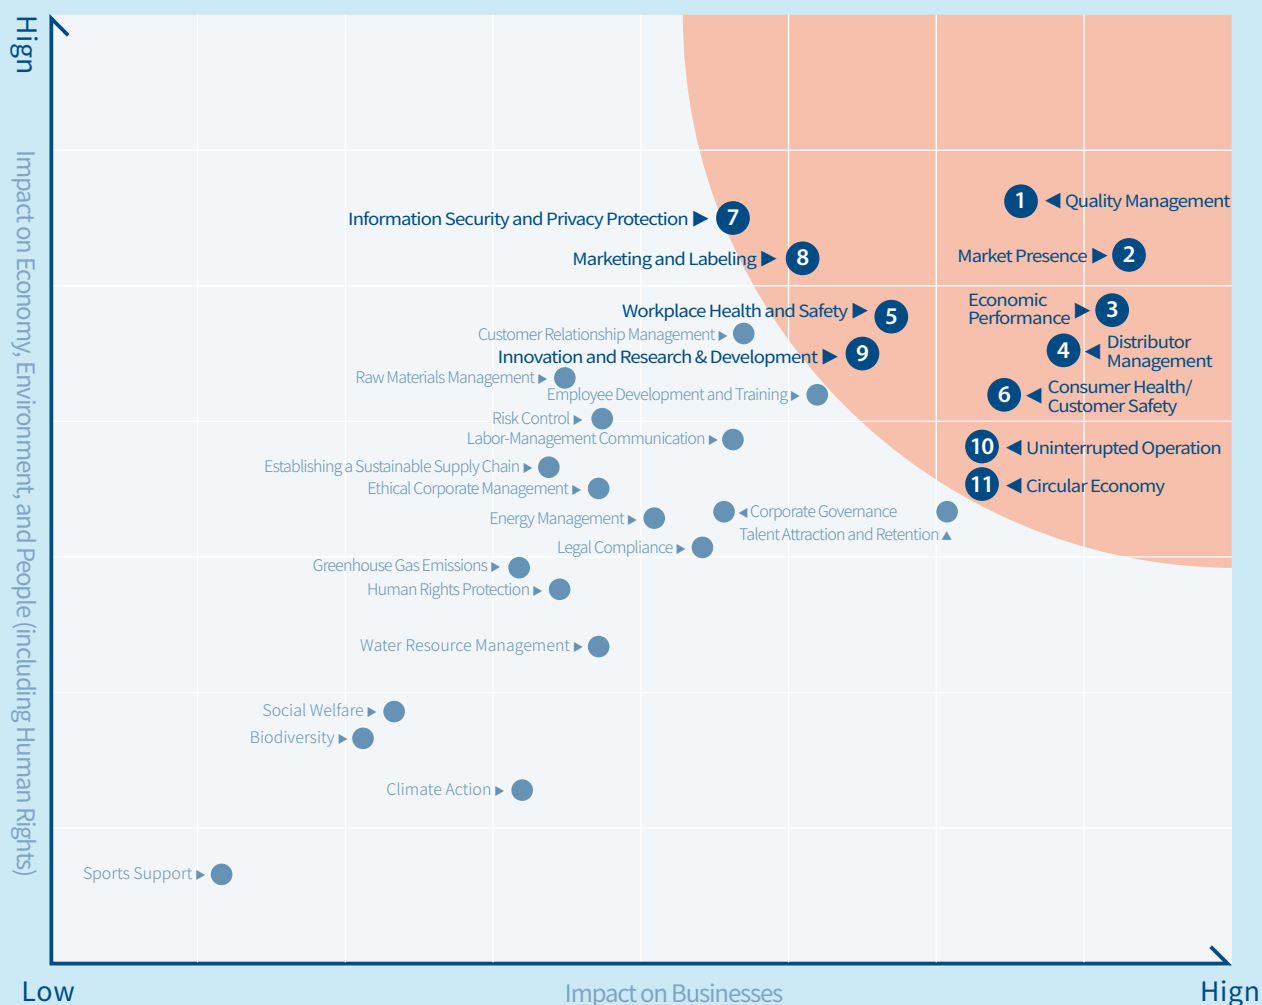 Hign
Impact on Economy, Environment, and People (including Human Rights)
1 ◀ Quality Management
Information Security and Privacy Protection ▶ 7
Market Presence ▶ 2
Marketing and Labeling ▶ 8
Economic
Performance ▶ 3
Workplace Health and Safety ▶ 5
Customer Relationship Management ▶
4 ◀ Distributor
Management
Innovation and Research & Development ▶ 9
Raw Materials Management ▶
Employee Development and Training ▶
6 ◀ Consumer Health/
Customer Safety
Risk Control ▶
Labor-Management Communication ▶
10 ◀ Uninterrupted Operation
Establishing a Sustainable Supply Chain ▶
Ethical Corporate Management ▶
11 ◀ Circular Economy
Energy Management ▶
◀ Corporate Governance
Talent Attraction and Retention ▲
Legal Compliance ▶
Greenhouse Gas Emissions ▶
Human Rights Protection ▶
Water Resource Management ▶
Social Welfare ▶
Biodiversity ▶
Climate Action ▶
Sports Support ▶
Low
Impact on Businesses
Hign